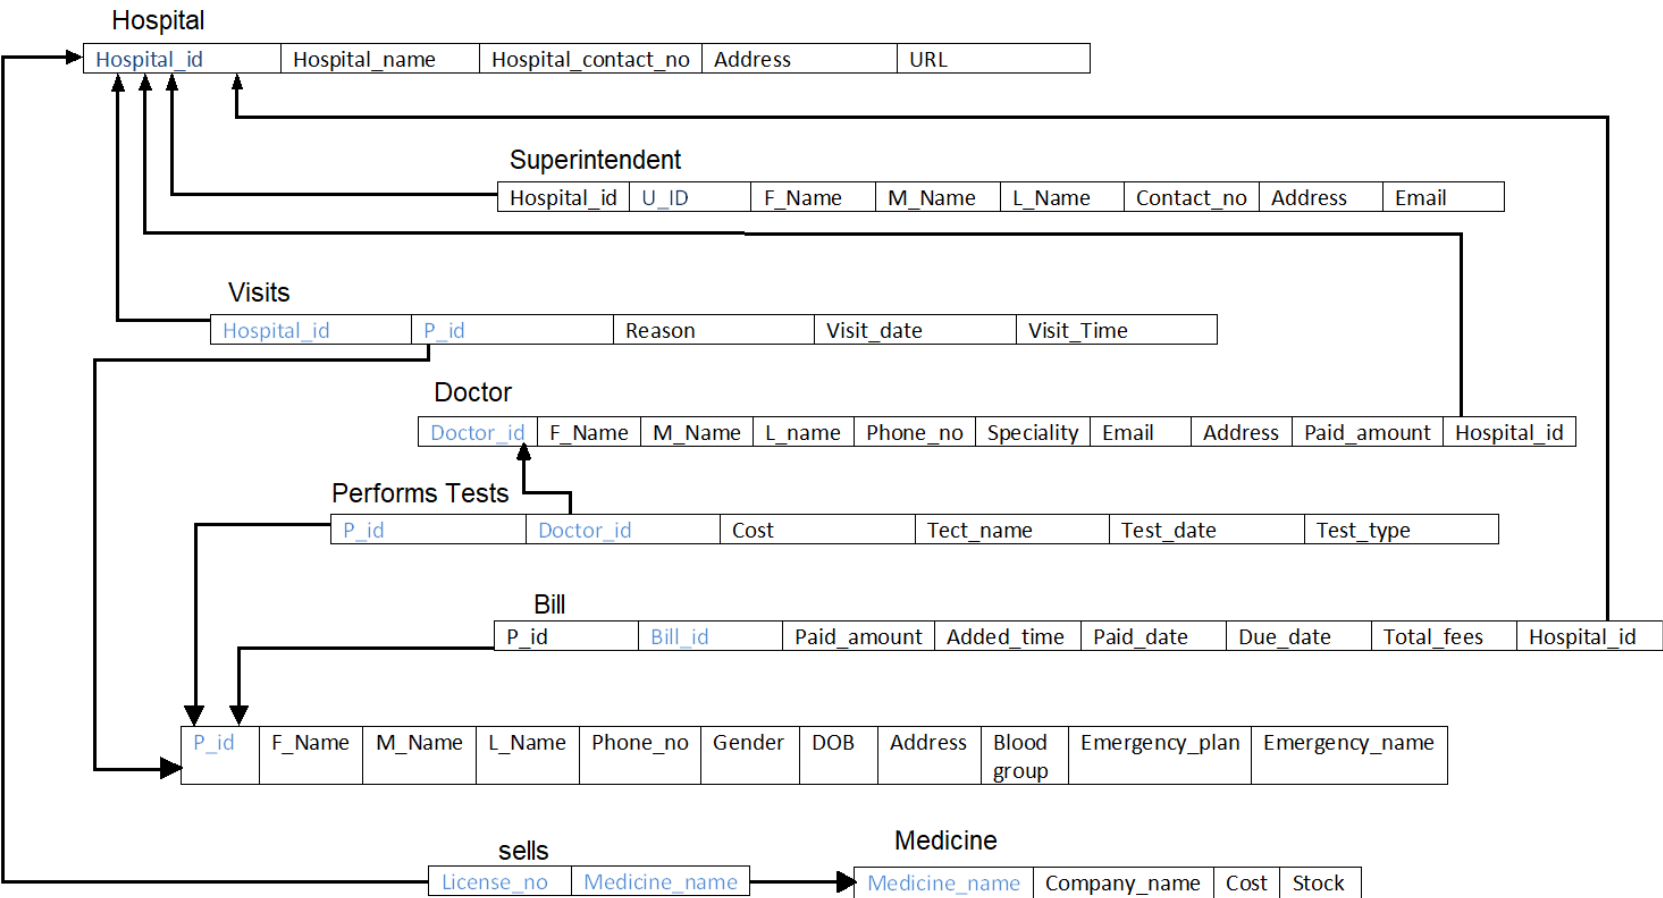 Hospital
Hospital_id Hospital_name Hospital_contact_no Address URL
Superintendent
Hospital_id U_ID F_Name M_Name L_Name Contact_no Address Email
Visits
Hospital_id P_id Reason Visit_date Visit_Time
Doctor
Doctor_id F_Name M_Name L_name Phone_no Speciality Email Address Paid_amount Hospital_id
Performs Tests
P_id Doctor_id Cost Tect_name Test_date Test_type
Bill
P_id Bill_id Paid_amount Added_time Paid_date Due_date Total_fees Hospital_id
P_id F_Name M_Name L_Name Phone_no Gender DOB Address Blood Emergency_plan Emergency_name
group
sells
Medicine
License_no Medicine_name Medicine_name Company_name Cost Stock